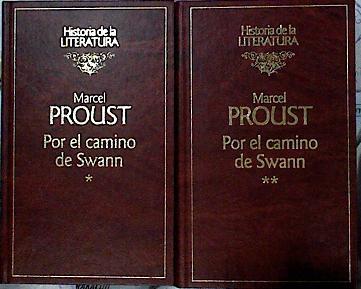 Historia de la
LITERATURA
Marcel
PROUST
Por el camino
de Swann
*
Historia de la
LITERATURA
Marcel
PROUST
Por el camino
de Swann
**